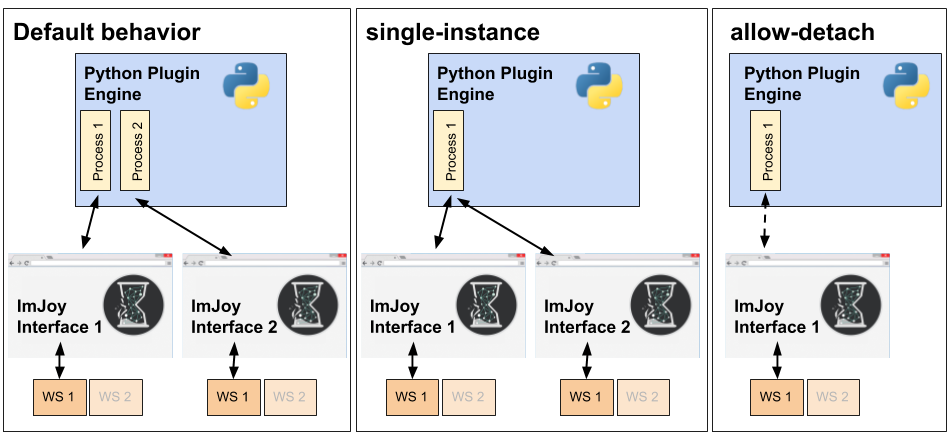 Default behavior
Python Plugin
Engine
Process 1
Process 2
ImJoy
Interface 1
ImJoy
Interface 2
WS 1
WS 2
WS 1
WS 2
single-instance
Python Plugin
Engine
Process 1
ImJoy
Interface 1
ImJoy
Interface 2
WS 1
WS 2
WS 1
WS 2
allow-detach
Python Plugin
Engine
Process 1
ImJoy
Interface 1
WS 1
WS 2